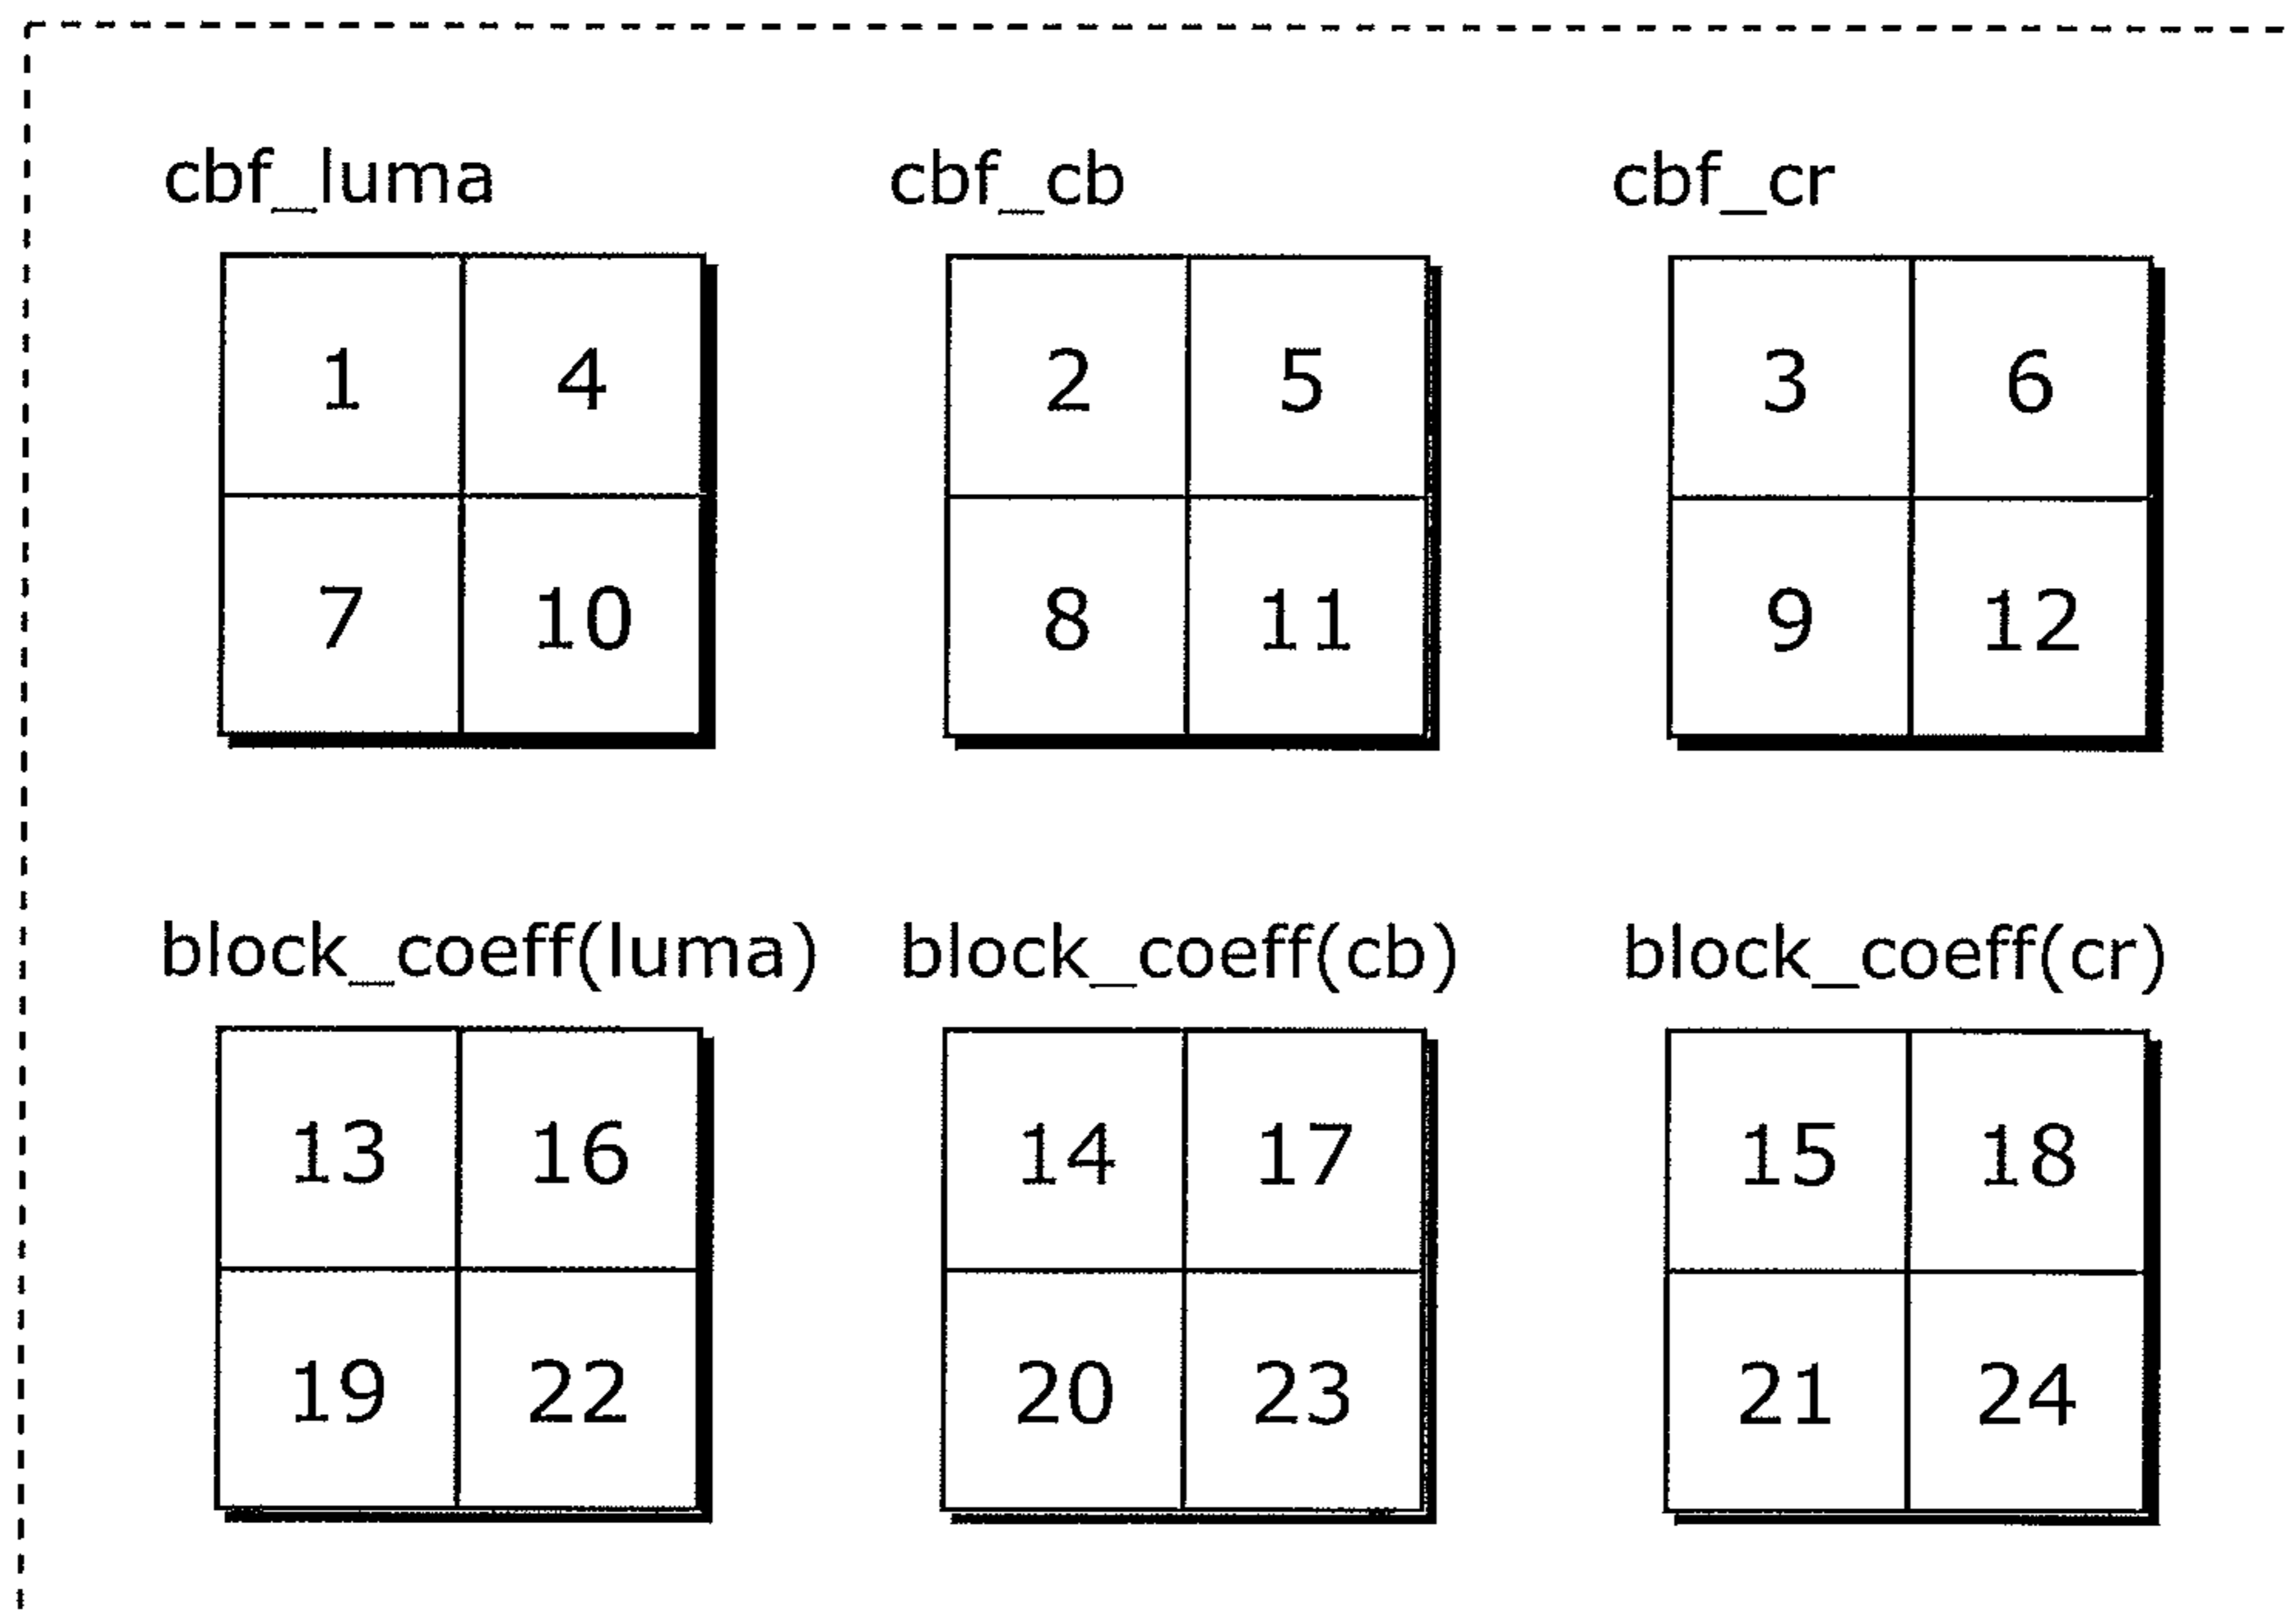 cbf_luma cbf_cb cbf_cr
1 4 2 5 3 6
7 10 8 11 9 12
block_coeff(luma) block_coeff(cb) block_coeff(cr)
13 16 14 17 15 18
19 22 20 23 21 24